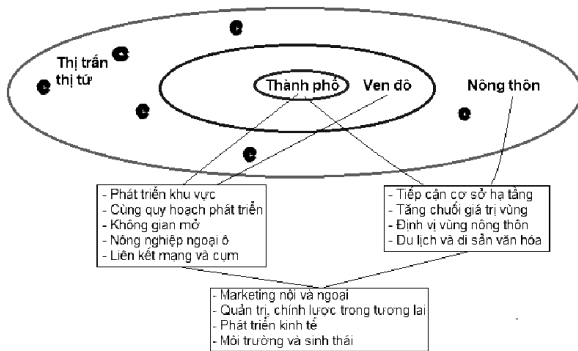 Thị trấn
thị tứ
Thành phố
Ven đô
Nông thôn
- Phát triển khu vực
- Cùng quy hoạch phát triển
- Không gian mở
- Nông nghiệp ngoại ô
- Liên kết mạng và cụm
- Tiếp cận cơ sở hạ tầng
- Tăng chuỗi giá trị vùng
- Định vị vùng nông thôn
- Du lịch và di sản văn hóa
- Marketing nội và ngoại
- Quản trị, chính lược trong tương lai
- Phát triển kinh tế
- Môi trường và sinh thái